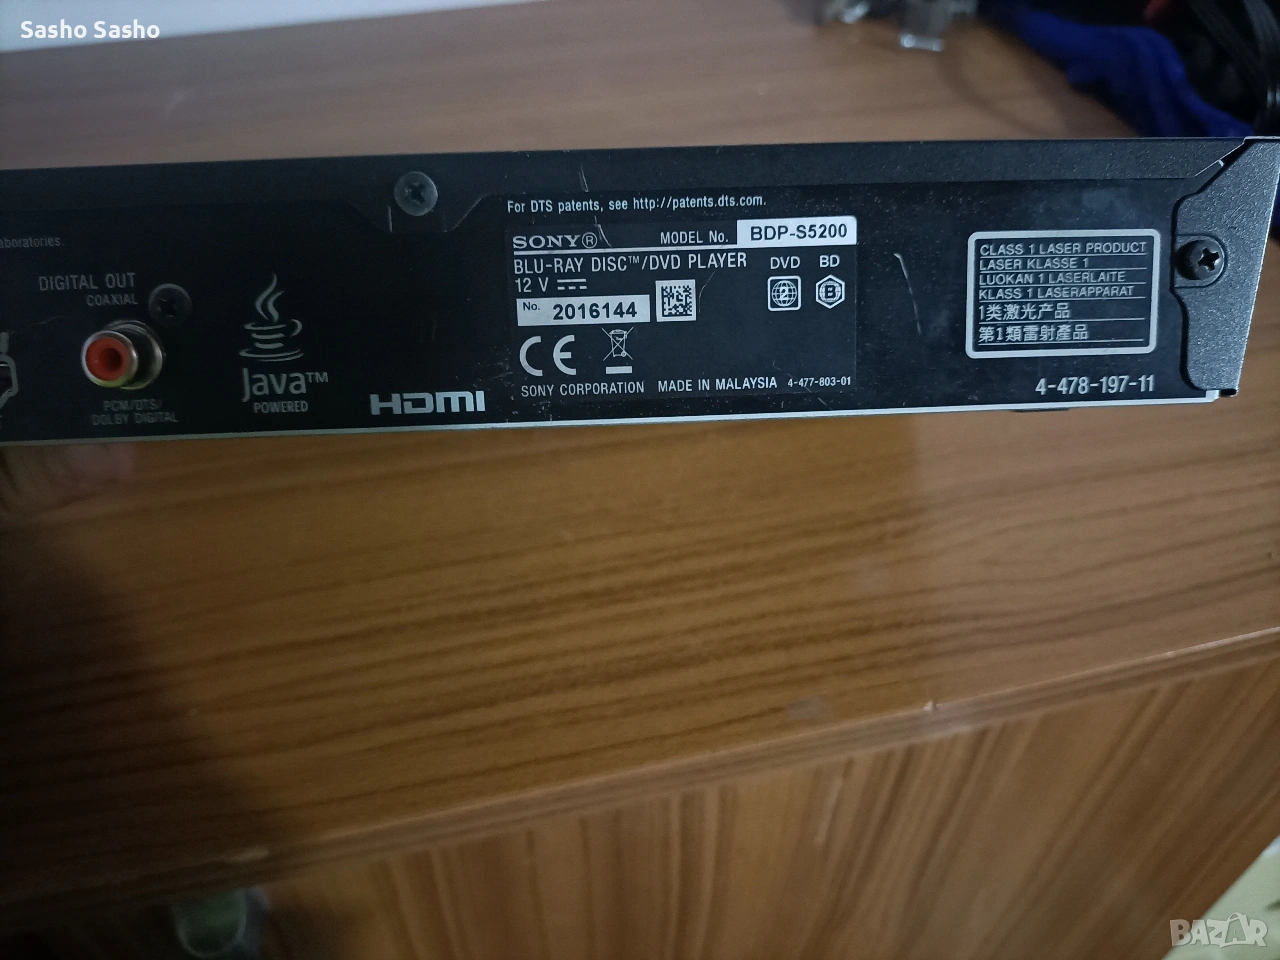 Sasho Sasho
For DTS patents, see http://patents.dts.com.
aboratories.
DIGITAL OUT
COAXIAL
PCM/DTS/
DOLBY DIGITAL
Java™
POWERED
HDMI
SONY® MODEL No. BDP-S5200
BLU-RAY DISC™/DVD PLAYER DVD BD
12 V 2 B
No. 2016144
CE
SONY CORPORATION MADE IN MALAYSIA 4-477-803-01
CLASS 1 LASER PRODUCT
LASER KLASSE 1
LUOKAN 1 LASERLAITE
KLASS 1 LASERAPPARAT
1类激光产品
第1類雷射產品
4-478-197-11
BAZAR